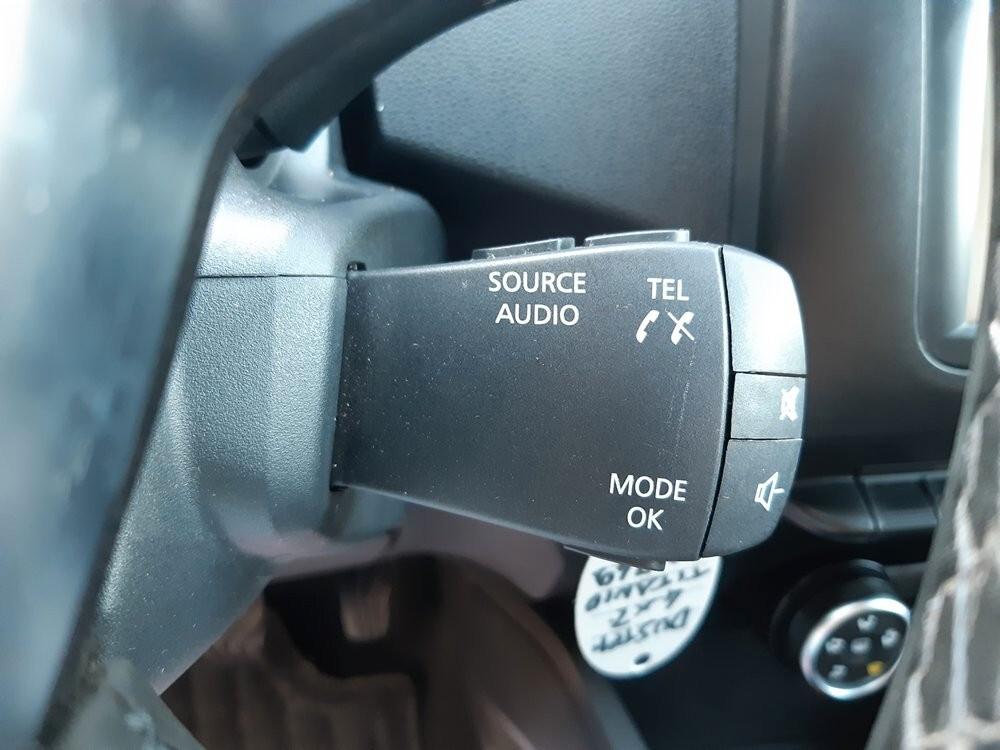 SOURCE
AUDIO
TEL
MODE
OK
DUSTER
4x2
TITANIO